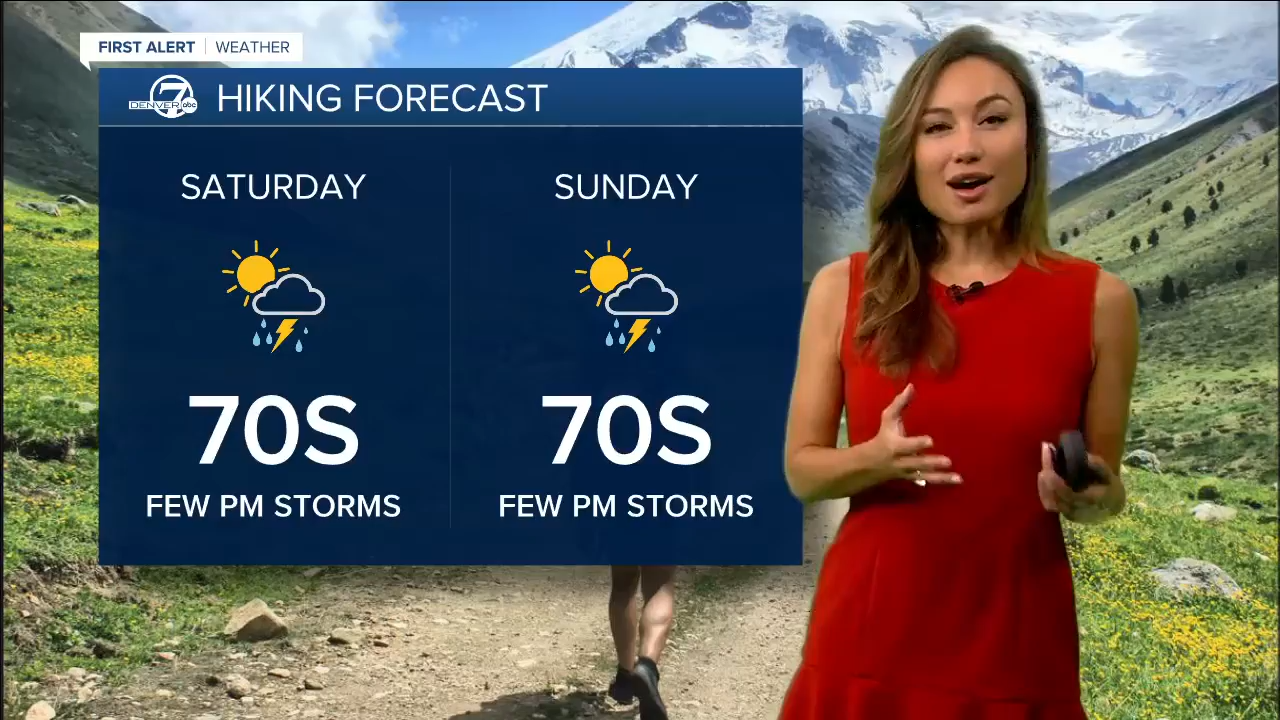 FIRST ALERT | WEATHER
DENVER 7 abc
HIKING FORECAST
SATURDAY
SUNDAY
70S
70S
FEW PM STORMS
FEW PM STORMS